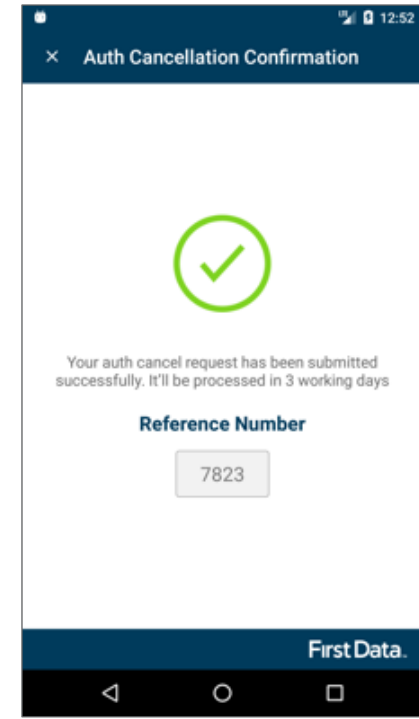 12:52
× Auth Cancellation Confirmation
Your auth cancel request has been submitted
successfully. It'll be processed in 3 working days
Reference Number
7823
First Data.